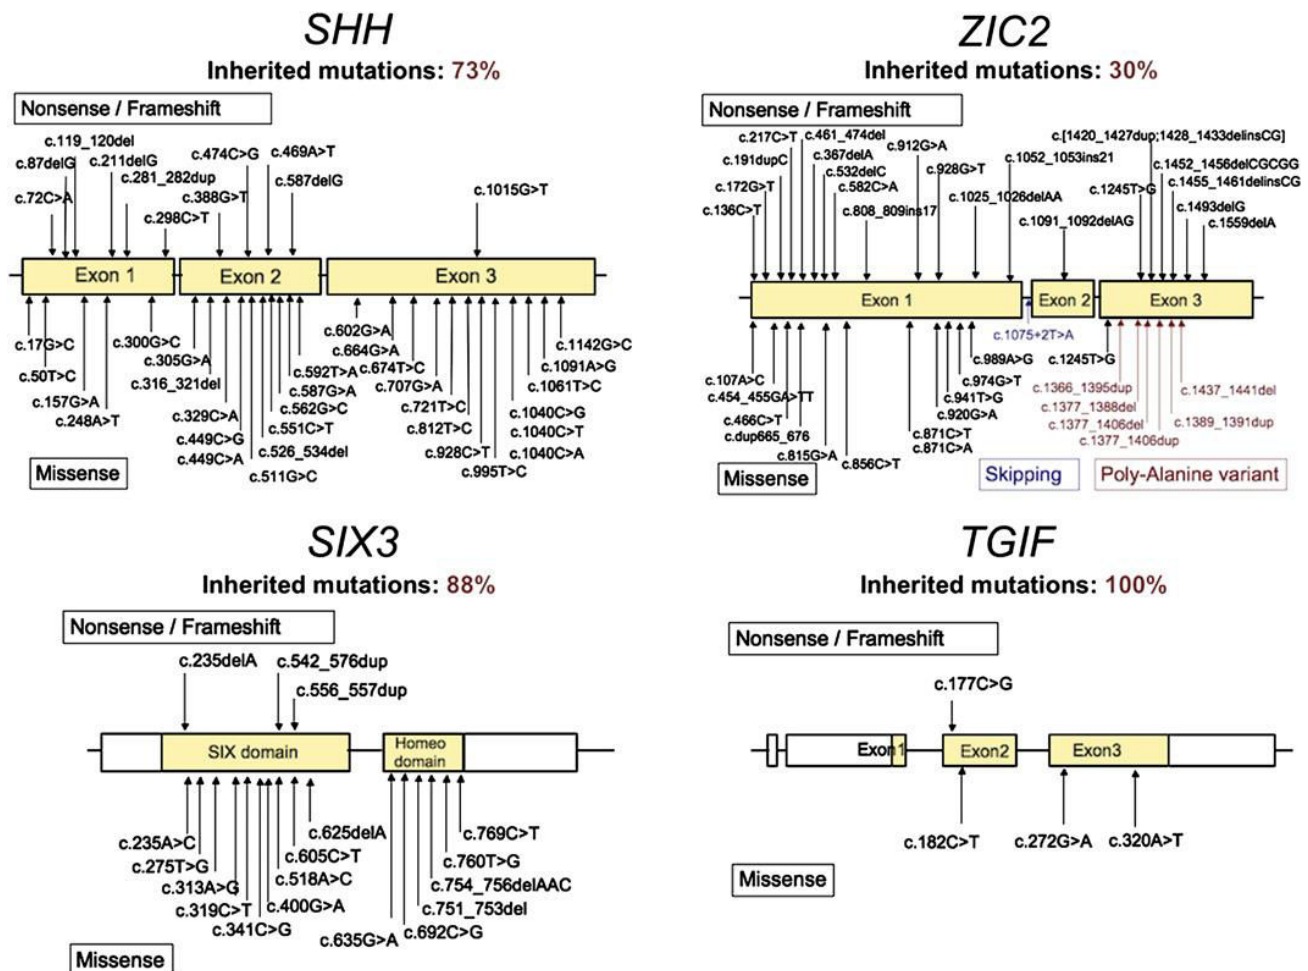 SHH
Inherited mutations: 73%
Nonsense / Frameshift
c.119_120del
c.87delG
c.72C>A
c.211delG
c.281_282dup
c.298C>T
c.474C>G
c.469A>T
c.388G>T
c.587delG
c.1015G>T
Exon 1
Exon 2
Exon 3
c.17G>C
c.50T>C
c.157G>A
c.248A>T
c.300G>C
c.305G>A
c.316_321del
c.329C>A
c.449C>G
c.449C>A
c.511G>C
c.526_534del
c.551C>T
c.562G>C
c.587G>A
c.592T>A
c.602G>A
c.664G>A
c.674T>C
c.707G>A
c.721T>C
c.812T>C
c.928C>T
c.995T>C
c.1040C>A
c.1040C>T
c.1040C>G
c.1061T>C
c.1091A>G
c.1142G>C
Missense
ZIC2
Inherited mutations: 30%
Nonsense / Frameshift
c.217C>T
c.461_474del
c.191dupC
c.367delA
c.172G>T
c.532delC
c.136C>T
c.582C>A
c.808_809ins17
c.912G>A
c.928G>T
c.1025_1026delAA
c.1052_1053ins21
c.1091_1092delAG
c.[1420_1427dup;1428_1433delinsCG]
c.1452_1456delCGCGG
c.1245T>G
c.1455_1461delinsCG
c.1493delG
c.1559delA
Exon 1
Exon 2
Exon 3
c.1075+2T>A
c.107A>C
c.454_455GA>TT
c.466C>T
c.dup665_676
c.815G>A
c.856C>T
c.871C>T
c.871C>A
c.920G>A
c.941T>G
c.974G>T
c.989A>G
c.1245T>G
c.1366_1395dup
c.1377_1388del
c.1377_1406del
c.1377_1406dup
c.1437_1441del
c.1389_1391dup
Missense
Skipping
Poly-Alanine variant
SIX3
Inherited mutations: 88%
Nonsense / Frameshift
c.235delA
c.542_576dup
c.556_557dup
SIX domain
Homeo
domain
c.235A>C
c.275T>G
c.313A>G
c.319C>T
c.341C>G
c.400G>A
c.518A>C
c.605C>T
c.625delA
c.635G>A
c.692C>G
c.751_753del
c.754_756delAAC
c.760T>G
c.769C>T
Missense
TGIF
Inherited mutations: 100%
Nonsense / Frameshift
c.177C>G
Exon1
Exon2
Exon3
c.182C>T
c.272G>A
c.320A>T
Missense